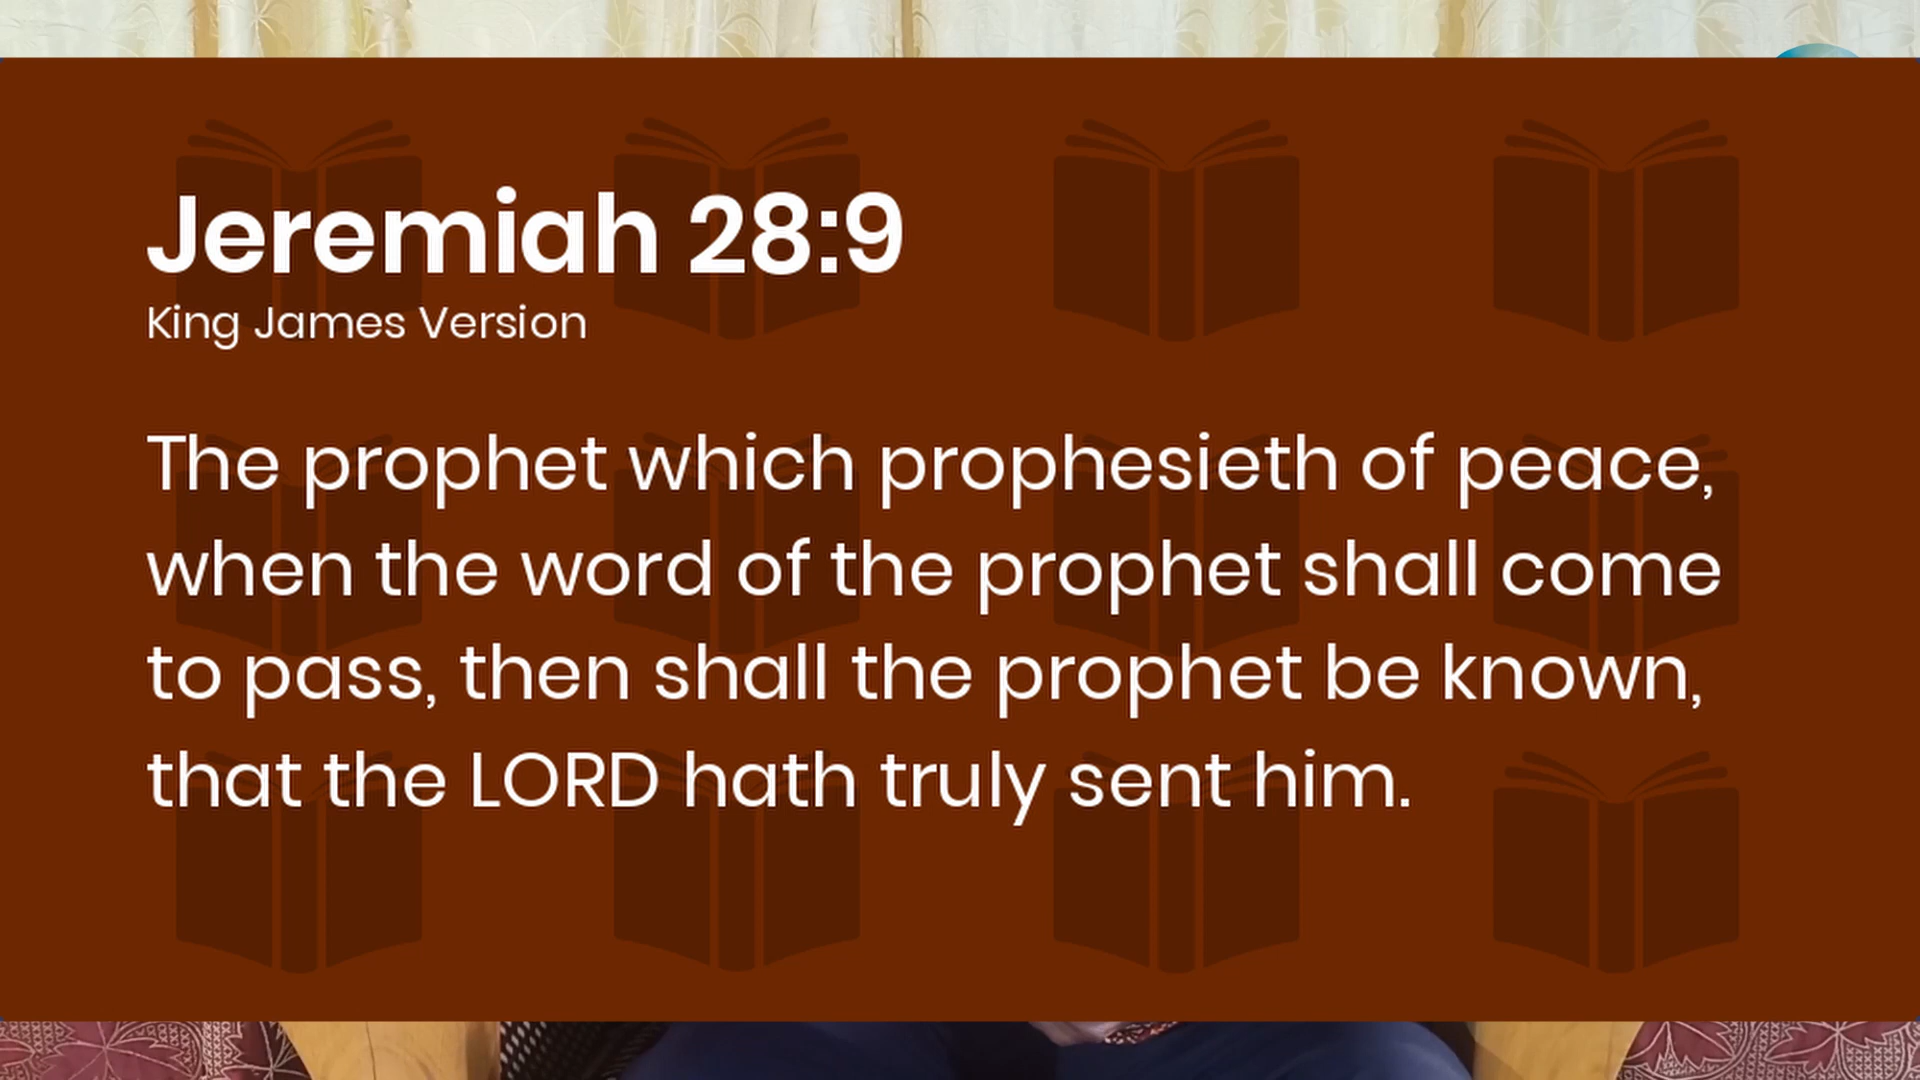 Jeremiah 28:9
King James Version
The prophet which prophesieth of peace,
when the word of the prophet shall come
to pass, then shall the prophet be known,
that the LORD hath truly sent him.